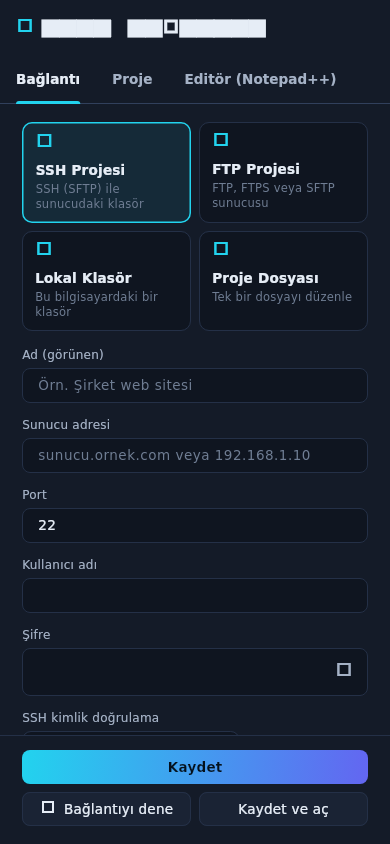 Bağlantı
Proje
Editör (Notepad++)
SSH Projesi
SSH (SFTP) ile
sunucudaki klasör
FTP Projesi
FTP, FTPS veya SFTP
sunucusu
Lokal Klasör
Bu bilgisayardaki bir
klasör
Proje Dosyası
Tek bir dosyayı düzenle
Ad (görünen)
Örn. Şirket web sitesi
Sunucu adresi
sunucu.ornek.com veya 192.168.1.10
Port
22
Kullanıcı adı
Şifre
SSH kimlik doğrulama
Kaydet
Bağlantıyı dene
Kaydet ve aç